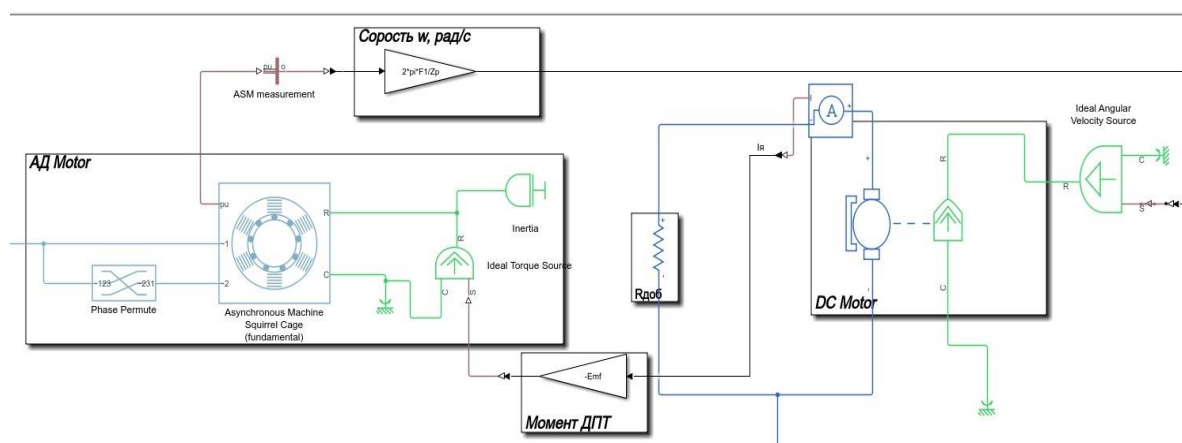 Сорость w, рад/с
pu
o
2*pi*F1/Zp
ASM measurement
Ideal Angular
Velocity Source
I
A
+
-
C
R
S
АД Motor
Iя
pu
R
~1
~2
C
Inertia
R
Ideal Torque Source
C
S
123
231
Phase Permute
Asynchronous Machine
Squirrel Cage
(fundamental)
+
-
Rдоб
+
-
R
C
DC Motor
-Emf
Момент ДПТ